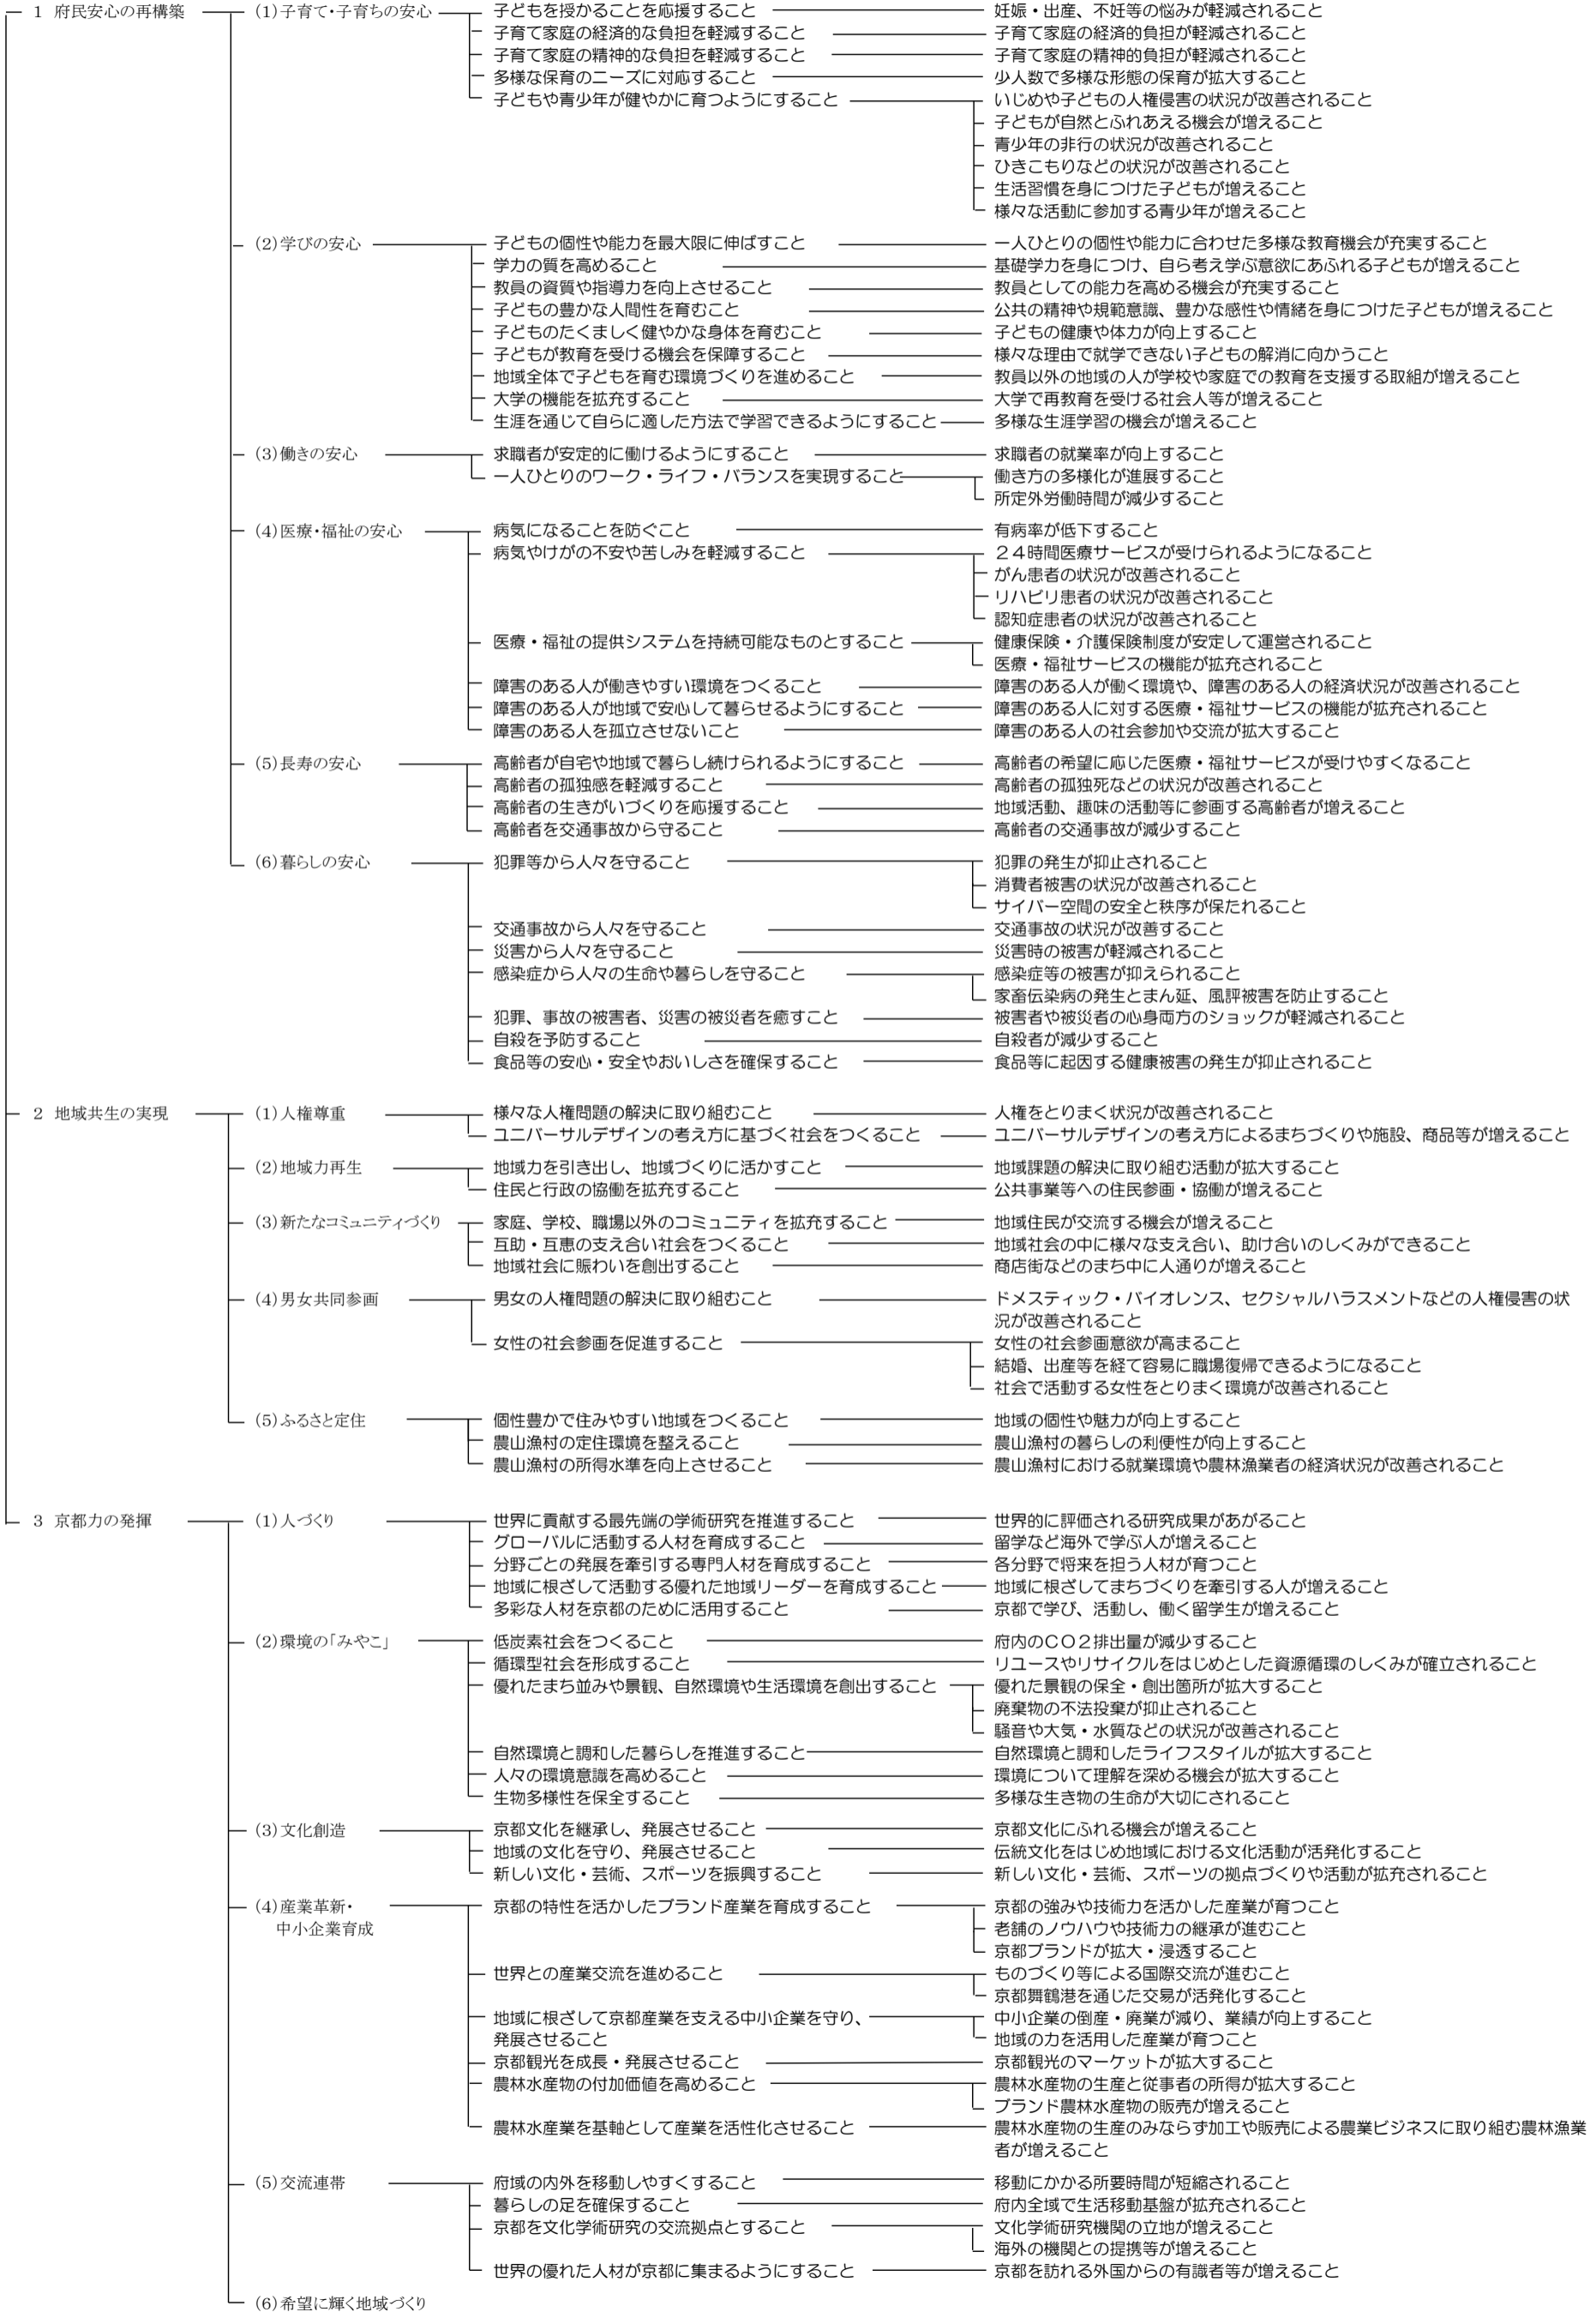 1 府民安心の再構築
(1)子育て・子育ちの安心
子どもを授かることを応援すること
妊娠・出産、不妊等の悩みが軽減されること
子育て家庭の経済的な負担を軽減すること
子育て家庭の経済的負担が軽減されること
子育て家庭の精神的な負担を軽減すること
子育て家庭の精神的負担が軽減されること
多様な保育のニーズに対応すること
少人数で多様な形態の保育が拡大すること
子どもや青少年が健やかに育つようにすること
いじめや子どもの人権侵害の状況が改善されること
子どもが自然とふれあえる機会が増えること
青少年の非行の状況が改善されること
ひきこもりなどの状況が改善されること
生活習慣を身につけた子どもが増えること
様々な活動に参加する青少年が増えること
(2)学びの安心
子どもの個性や能力を最大限に伸ばすこと
一人ひとりの個性や能力に合わせた多様な教育機会が充実すること
学力の質を高めること
基礎学力を身につけ、自ら考え学ぶ意欲にあふれる子どもが増えること
教員の資質や指導力を向上させること
教員としての能力を高める機会が充実すること
子どもの豊かな人間性を育むこと
公共の精神や規範意識、豊かな感性や情緒を身につけた子どもが増えること
子どものたくましく健やかな身体を育むこと
子どもの健康や体力が向上すること
子どもが教育を受ける機会を保障すること
様々な理由で就学できない子どもの解消に向かうこと
地域全体で子どもを育む環境づくりを進めること
教員以外の地域の人が学校や家庭での教育を支援する取組が増えること
大学の機能を拡充すること
大学で再教育を受ける社会人等が増えること
生涯を通じて自らに適した方法で学習できるようにすること
多様な生涯学習の機会が増えること
(3)働きの安心
求職者が安定的に働けるようにすること
求職者の就業率が向上すること
一人ひとりのワーク・ライフ・バランスを実現すること
働き方の多様化が進展すること
所定外労働時間が減少すること
(4)医療・福祉の安心
病気になることを防ぐこと
有病率が低下すること
病気やけがの不安や苦しみを軽減すること
24時間医療サービスが受けられるようになること
がん患者の状況が改善されること
リハビリ患者の状況が改善されること
認知症患者の状況が改善されること
医療・福祉の提供システムを持続可能なものとすること
健康保険・介護保険制度が安定して運営されること
医療・福祉サービスの機能が拡充されること
障害のある人が働きやすい環境をつくること
障害のある人が働く環境や、障害のある人の経済状況が改善されること
障害のある人が地域で安心して暮らせるようにすること
障害のある人に対する医療・福祉サービスの機能が拡充されること
障害のある人を孤立させないこと
障害のある人の社会参加や交流が拡大すること
(5)長寿の安心
高齢者が自宅や地域で暮らし続けられるようにすること
高齢者の希望に応じた医療・福祉サービスが受けやすくなること
高齢者の孤独感を軽減すること
高齢者の孤独死などの状況が改善されること
高齢者の生きがいづくりを応援すること
地域活動、趣味の活動等に参画する高齢者が増えること
高齢者を交通事故から守ること
高齢者の交通事故が減少すること
(6)暮らしの安心
犯罪等から人々を守ること
犯罪の発生が抑止されること
消費者被害の状況が改善されること
サイバー空間の安全と秩序が保たれること
交通事故から人々を守ること
交通事故の状況が改善すること
災害から人々を守ること
災害時の被害が軽減されること
感染症から人々の生命や暮らしを守ること
感染症等の被害が抑えられること
家畜伝染病の発生とまん延、風評被害を防止すること
犯罪、事故の被害者、災害の被災者を癒すこと
被害者や被災者の心身両方のショックが軽減されること
自殺を予防すること
自殺者が減少すること
食品等の安心・安全やおいしさを確保すること
食品等に起因する健康被害の発生が抑止されること
2 地域共生の実現
(1)人権尊重
様々な人権問題の解決に取り組むこと
人権をとりまく状況が改善されること
ユニバーサルデザインの考え方に基づく社会をつくること
ユニバーサルデザインの考え方によるまちづくりや施設、商品等が増えること
(2)地域力再生
地域力を引き出し、地域づくりに活かすこと
地域課題の解決に取り組む活動が拡大すること
住民と行政の協働を拡充すること
公共事業等への住民参画・協働が増えること
(3)新たなコミュニティづくり
家庭、学校、職場以外のコミュニティを拡充すること
地域住民が交流する機会が増えること
互助・互恵の支え合い社会をつくること
地域社会の中に様々な支え合い、助け合いのしくみができること
地域社会に賑わいを創出すること
商店街などのまち中に人通りが増えること
(4)男女共同参画
男女の人権問題の解決に取り組むこと
ドメスティック・バイオレンス、セクシャルハラスメントなどの人権侵害の状
況が改善されること
女性の社会参画を促進すること
女性の社会参画意欲が高まること
結婚、出産等を経て容易に職場復帰できるようになること
社会で活動する女性をとりまく環境が改善されること
(5)ふるさと定住
個性豊かで住みやすい地域をつくること
地域の個性や魅力が向上すること
農山漁村の定住環境を整えること
農山漁村の暮らしの利便性が向上すること
農山漁村の所得水準を向上させること
農山漁村における就業環境や農林漁業者の経済状況が改善されること
3 京都力の発揮
(1)人づくり
世界に貢献する最先端の学術研究を推進すること
世界的に評価される研究成果があがること
グローバルに活動する人材を育成すること
留学など海外で学ぶ人が増えること
分野ごとの発展を牽引する専門人材を育成すること
各分野で将来を担う人材が育つこと
地域に根ざして活動する優れた地域リーダーを育成すること
地域に根ざしてまちづくりを牽引する人が増えること
多彩な人材を京都のために活用すること
京都で学び、活動し、働く留学生が増えること
(2)環境の「みやこ」
低炭素社会をつくること
府内のCO2排出量が減少すること
循環型社会を形成すること
リユースやリサイクルをはじめとした資源循環のしくみが確立されること
優れたまち並みや景観、自然環境や生活環境を創出すること
優れた景観の保全・創出箇所が拡大すること
廃棄物の不法投棄が抑止されること
騒音や大気・水質などの状況が改善されること
自然環境と調和した暮らしを推進すること
自然環境と調和したライフスタイルが拡大すること
人々の環境意識を高めること
環境について理解を深める機会が拡大すること
生物多様性を保全すること
多様な生き物の生命が大切にされること
(3)文化創造
京都文化を継承し、発展させること
京都文化にふれる機会が増えること
地域の文化を守り、発展させること
伝統文化をはじめ地域における文化活動が活発化すること
新しい文化・芸術、スポーツを振興すること
新しい文化・芸術、スポーツの拠点づくりや活動が拡充されること
(4)産業革新・
中小企業育成
京都の特性を活かしたブランド産業を育成すること
京都の強みや技術力を活かした産業が育つこと
老舗のノウハウや技術力の継承が進むこと
京都ブランドが拡大・浸透すること
世界との産業交流を進めること
ものづくり等による国際交流が進むこと
京都舞鶴港を通じた交易が活発化すること
地域に根ざして京都産業を支える中小企業を守り、
発展させること
中小企業の倒産・廃業が減り、業績が向上すること
地域の力を活用した産業が育つこと
京都観光を成長・発展させること
京都観光のマーケットが拡大すること
農林水産物の付加価値を高めること
農林水産物の生産と従事者の所得が拡大すること
ブランド農林水産物の販売が増えること
農林水産業を基軸として産業を活性化させること
農林水産物の生産のみならず加工や販売による農業ビジネスに取り組む農林漁業
者が増えること
(5)交流連帯
府域の内外を移動しやすくすること
移動にかかる所要時間が短縮されること
暮らしの足を確保すること
府内全域で生活移動基盤が拡充されること
京都を文化学術研究の交流拠点とすること
文化学術研究機関の立地が増えること
海外の機関との提携等が増えること
世界の優れた人材が京都に集まるようにすること
京都を訪れる外国からの有識者等が増えること
(6)希望に輝く地域づくり